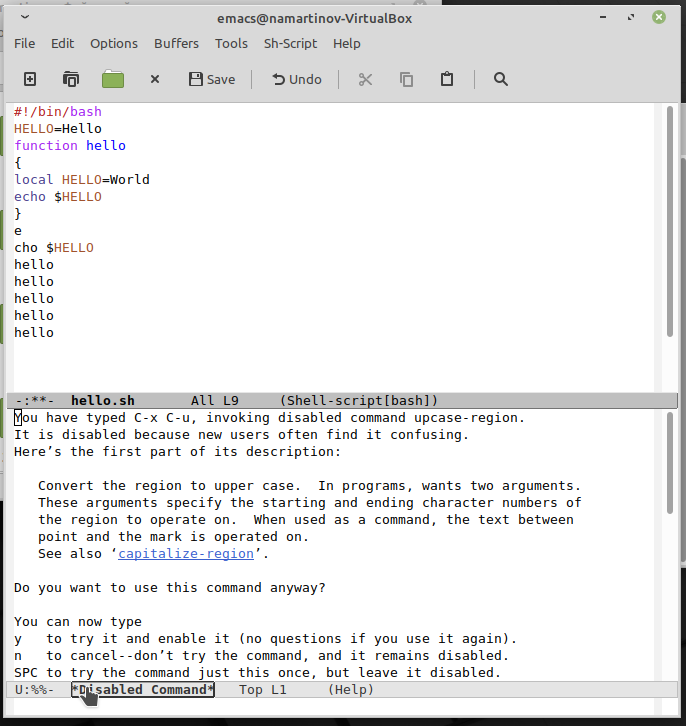 emacs@namartinov-VirtualBox
File Edit Options Buffers Tools Sh-Script Help
Save Undo
#!/bin/bash
HELLO=Hello
function hello
{
local HELLO=World
echo $HELLO
}
e
cho $HELLO
hello
hello
hello
hello
hello
-:**-  hello.sh       All L9     (Shell-script[bash])
You have typed C-x C-u, invoking disabled command upcase-region.
It is disabled because new users often find it confusing.
Here’s the first part of its description:
   Convert the region to upper case.  In programs, wants two arguments.
   These arguments specify the starting and ending character numbers of
   the region to operate on.  When used as a command, the text between
   point and the mark is operated on.
   See also ‘capitalize-region’.
Do you want to use this command anyway?
You can now type
y   to try it and enable it (no questions if you use it again).
n   to cancel--don’t try the command, and it remains disabled.
SPC to try the command just this once, but leave it disabled.
U:%%-  *Disabled Command*   Top L1     (Help)